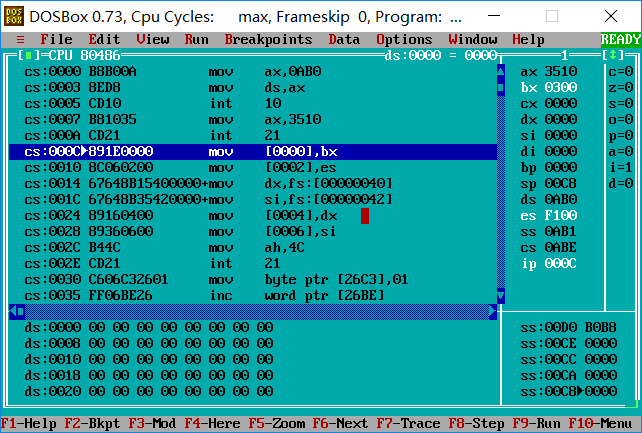 DOSBox 0.73, Cpu Cycles: max, Frameskip 0, Program: ...
≡ File Edit View Run Breakpoints Data Options Window Help READY
[■]-CPU 80486 ds:0000 = 0000 1 [↕]
cs:0000 B8B00A mov ax,0AB0 ax 3510 c=0
cs:0003 8ED8 mov ds,ax bx 0300 z=0
cs:0005 CD10 int 10 cx 0000 s=0
cs:0007 BB1035 mov ax,3510 dx 0000 o=0
cs:000A CD21 int 21 si 0000 p=0
cs:000C►891E0000 mov [0000],bx di 0000 a=0
cs:0010 8C060200 mov [0002],es bp 0000 i=1
cs:0014 67648B15400000+mov dx,fs:[00000040] sp 00C8 d=0
cs:001C 67648B35420000+mov si,fs:[00000042] ds 0AB0
cs:0024 89160400 mov [0004],dx es F100
cs:0028 89360600 mov [0006],si ss 0AB1
cs:002C B44C mov ah,4C cs 0ABE
cs:002E CD21 int 21 ip 000C
cs:0030 C606C32601 mov byte ptr [26C3],01
cs:0035 FF06BE26 inc word ptr [26BE]
ds:0000 00 00 00 00 00 00 00 00 ss:00D0 B0B8
ds:0008 00 00 00 00 00 00 00 00 ss:00CE 0000
ds:0010 00 00 00 00 00 00 00 00 ss:00CC 0000
ds:0018 00 00 00 00 00 00 00 00 ss:00CA 0000
ds:0020 00 00 00 00 00 00 00 00 ss:00C8►0000
F1-Help F2-Bkpt F3-Mod F4-Here F5-Zoom F6-Next F7-Trace F8-Step F9-Run F10-Menu